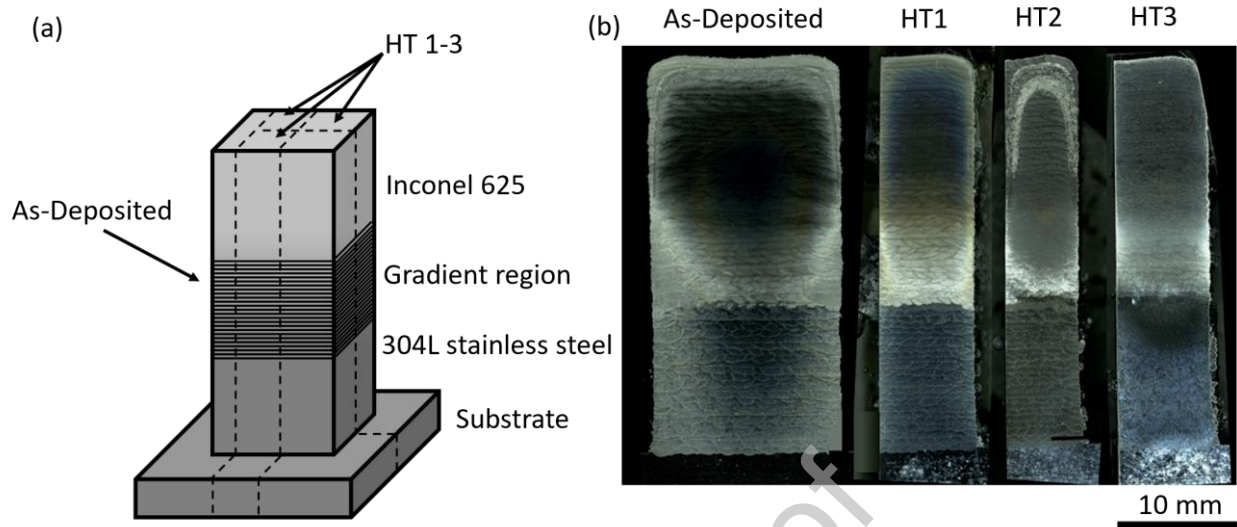 (a)
HT 1-3
Inconel 625
As-Deposited
Gradient region
304L stainless steel
Substrate
(b)
As-Deposited
HT1
HT2
HT3
10 mm
of